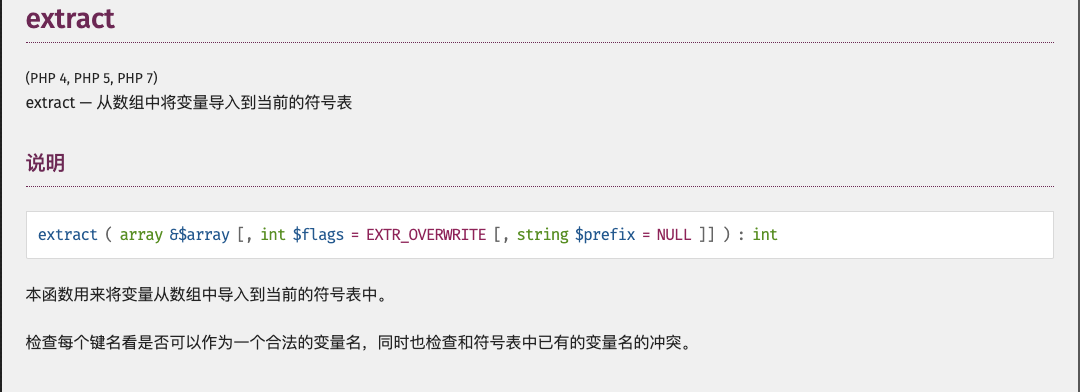 extract
(PHP 4, PHP 5, PHP 7)
extract — 从数组中将变量导入到当前的符号表
说明
extract ( array &$array [, int $flags = EXTR_OVERWRITE [, string $prefix = NULL ]] ) : int
本函数用来将变量从数组中导入到当前的符号表中。
检查每个键名看是否可以作为一个合法的变量名，同时也检查和符号表中已有的变量名的冲突。